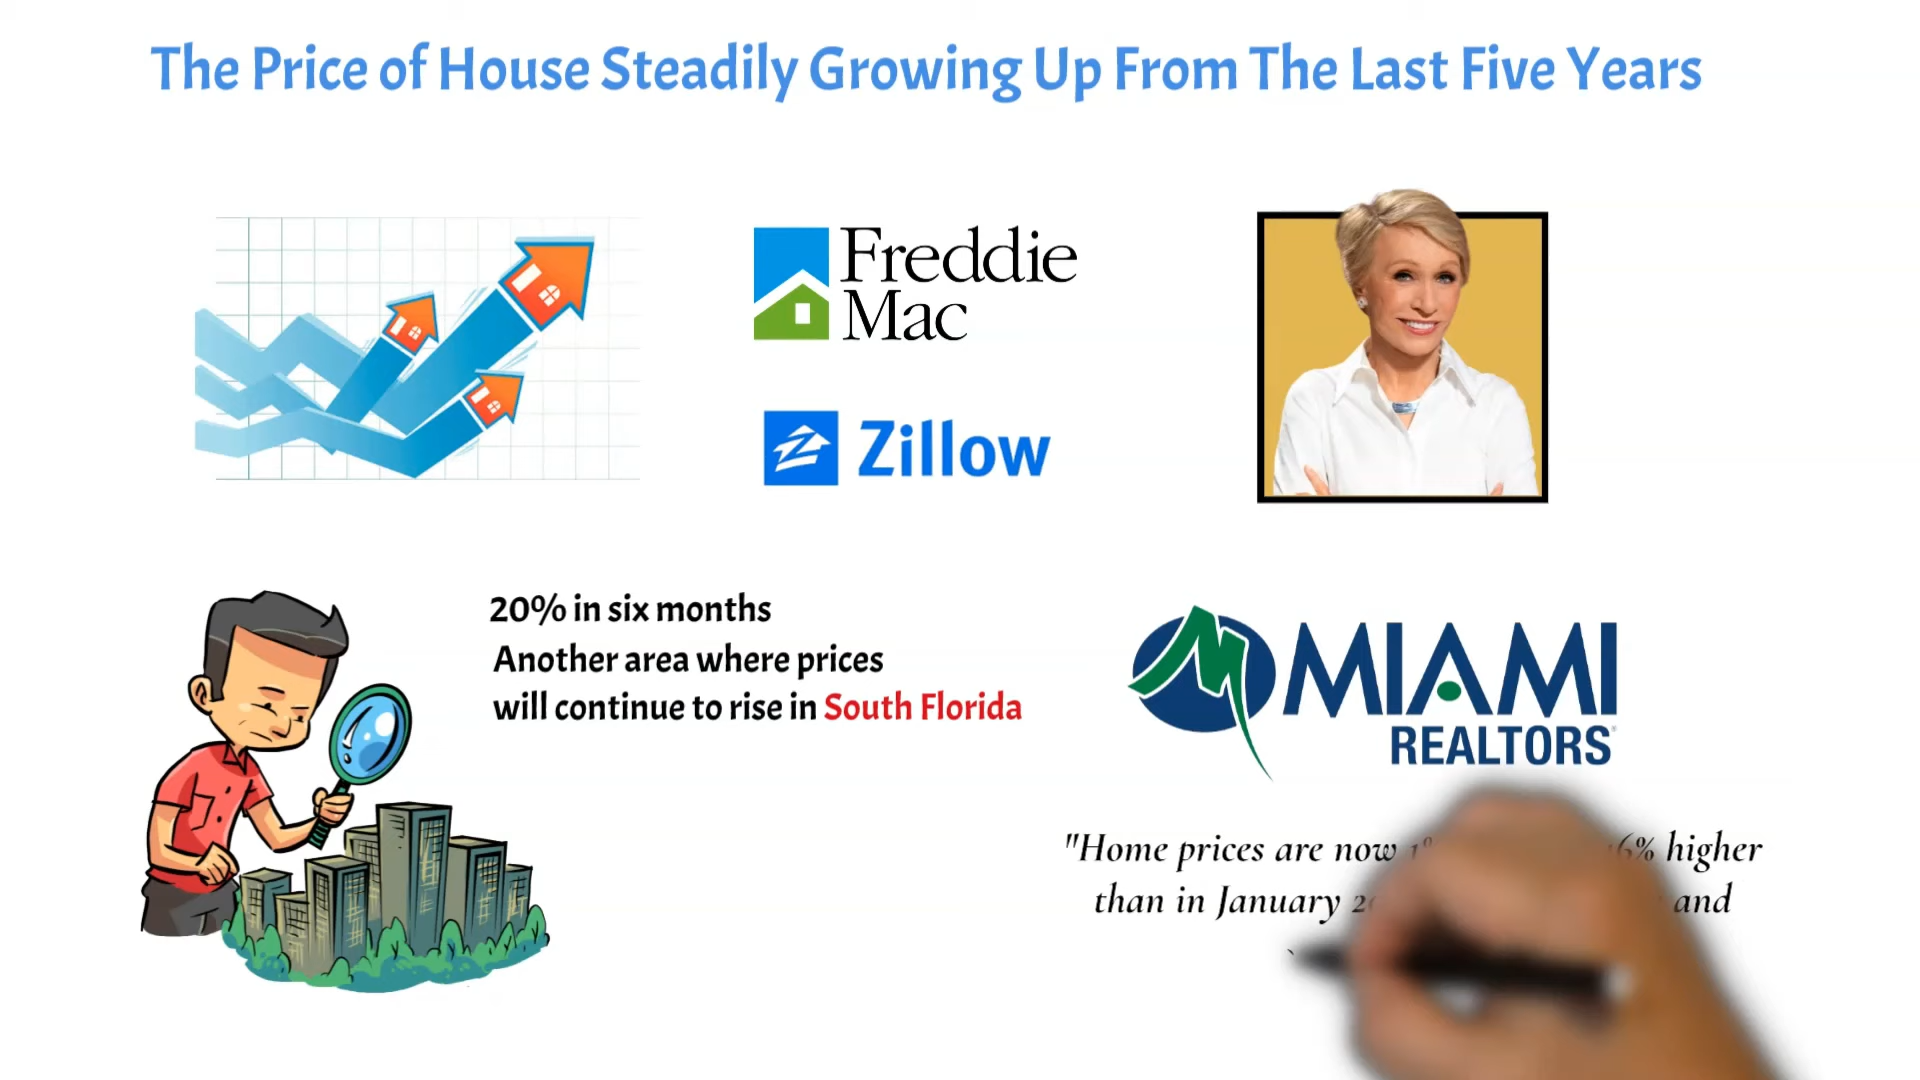 The Price of House Steadily Growing Up From The Last Five Years
Freddie
Mac
Zillow
20% in six months
Another area where prices
will continue to rise in South Florida
MIAMI
REALTORS
"Home prices are now higher
than in January and